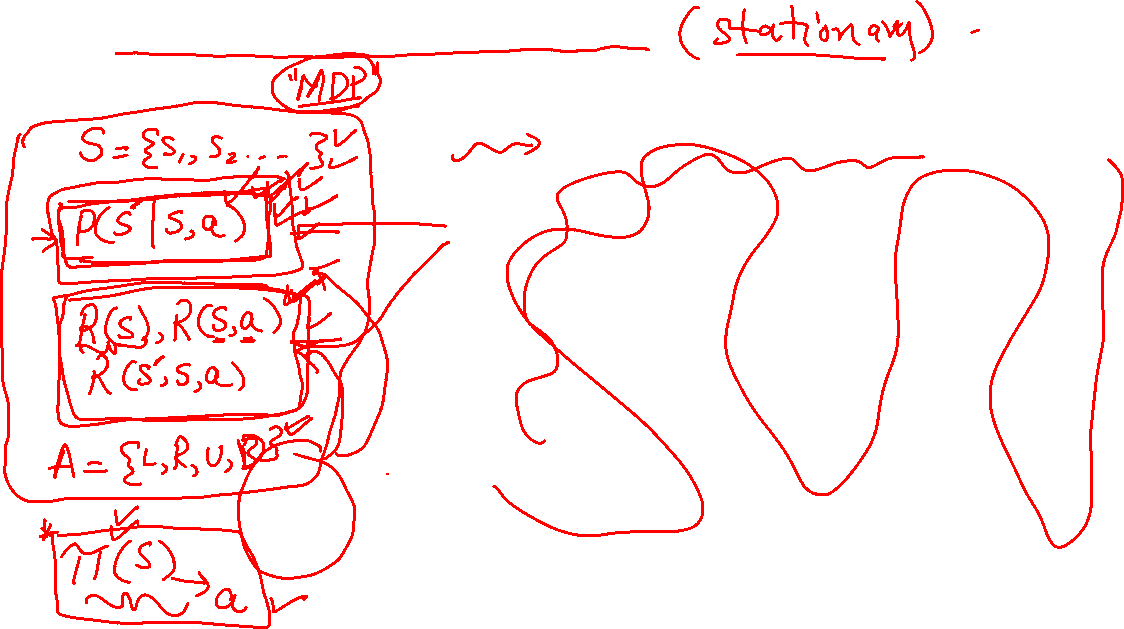 (stationary)
"MDP"
S = {s₁, s₂ .... }
P(s' | s, a)
R(s), R(s,a)
R(s', s, a)
A = {L, R, U, D}
π(s) → a